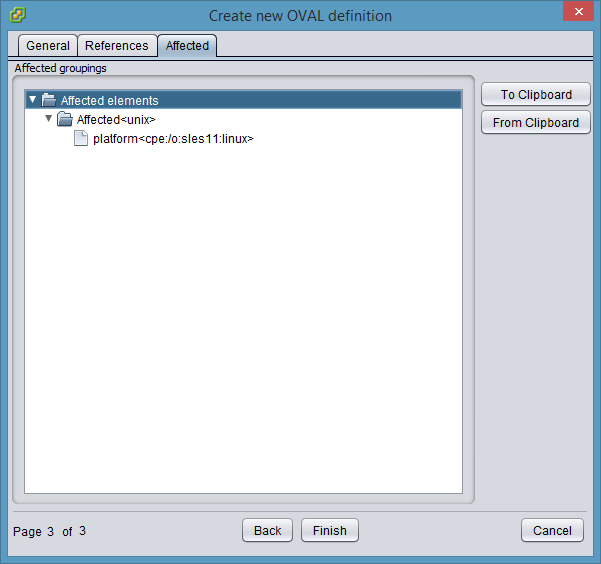 Create new OVAL definition
General References Affected
Affected groupings
Affected elements
Affected<unix>
platform<cpe:/o:sles11:linux>
To Clipboard
From Clipboard
Page 3 of 3
Back Finish Cancel